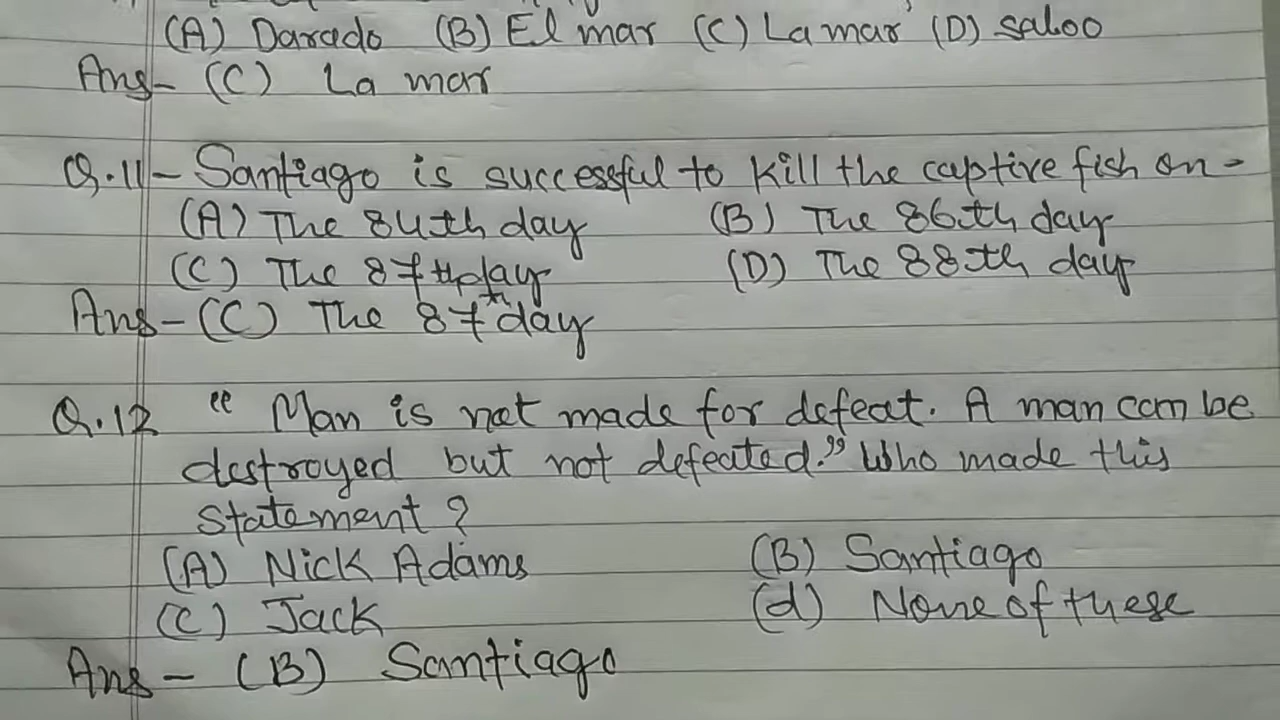 (A) Darado (B) El mar (C) La mar (D) saloo
Ans- (C) La mar
Q.11- Santiago is successful to kill the captive fish on-
(A) The 84th day (B) The 86th day
(C) The 87th day (D) The 88th day
Ans- (C) The 87th day
Q.12 " Man is not made for defeat. A man can be
destroyed but not defeated." Who made this
statement ?
(A) Nick Adams (B) Santiago
(C) Jack (d) None of these
Ans - (B) Santiago